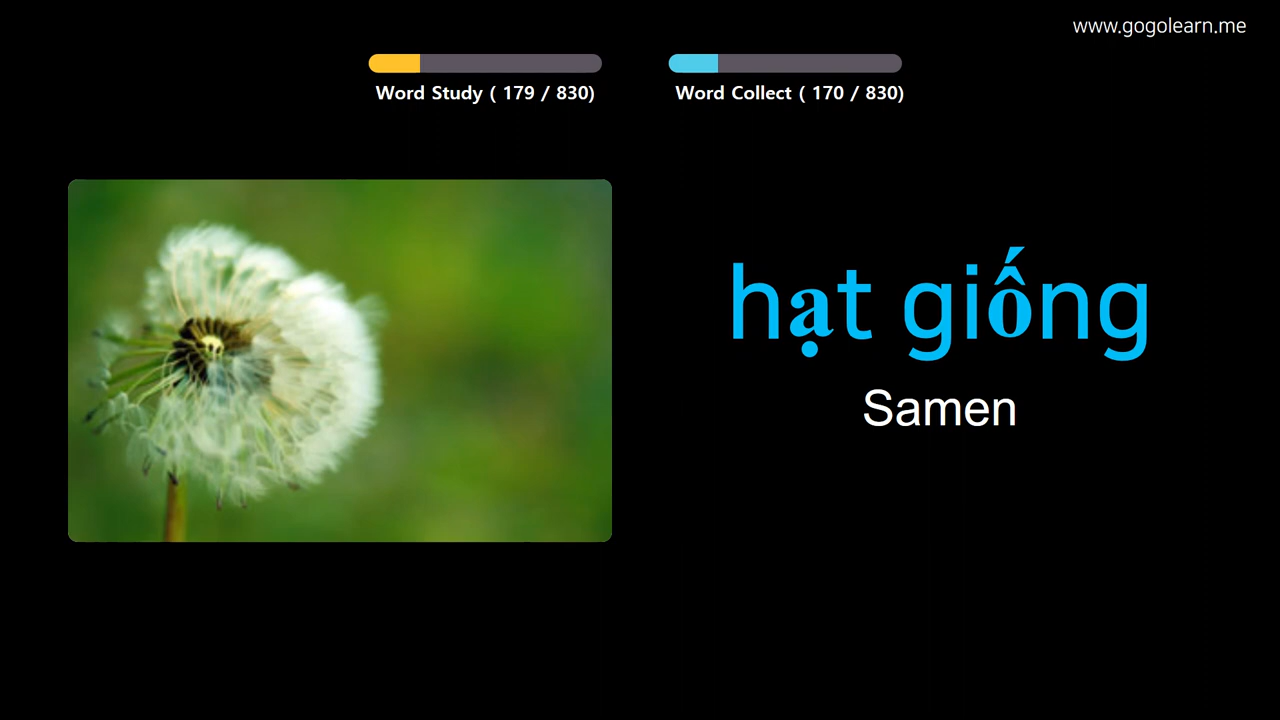 www.gogolearn.me
Word Study ( 179 / 830)
Word Collect ( 170 / 830)
hạt giống
Samen